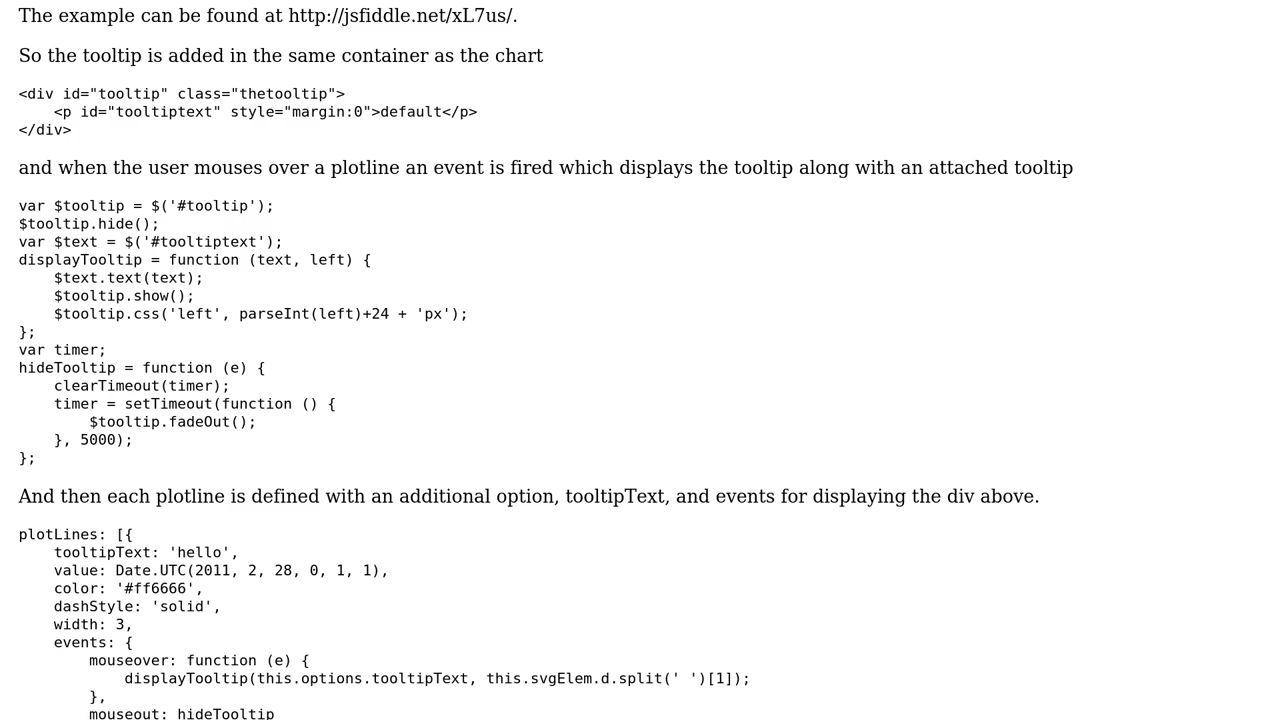 The example can be found at http://jsfiddle.net/xL7us/.
So the tooltip is added in the same container as the chart
<div id="tooltip" class="thetooltip">
    <p id="tooltiptext" style="margin:0">default</p>
</div>
and when the user mouses over a plotline an event is fired which displays the tooltip along with an attached tooltip
var $tooltip = $('#tooltip');
$tooltip.hide();
var $text = $('#tooltiptext');
displayTooltip = function (text, left) {
    $text.text(text);
    $tooltip.show();
    $tooltip.css('left', parseInt(left)+24 + 'px');
};
var timer;
hideTooltip = function (e) {
    clearTimeout(timer);
    timer = setTimeout(function () {
        $tooltip.fadeOut();
    }, 5000);
};
And then each plotline is defined with an additional option, tooltipText, and events for displaying the div above.
plotLines: [{
    tooltipText: 'hello',
    value: Date.UTC(2011, 2, 28, 0, 1, 1),
    color: '#ff6666',
    dashStyle: 'solid',
    width: 3,
    events: {
        mouseover: function (e) {
            displayTooltip(this.options.tooltipText, this.svgElem.d.split(' ')[1]);
        },
        mouseout: hideTooltip